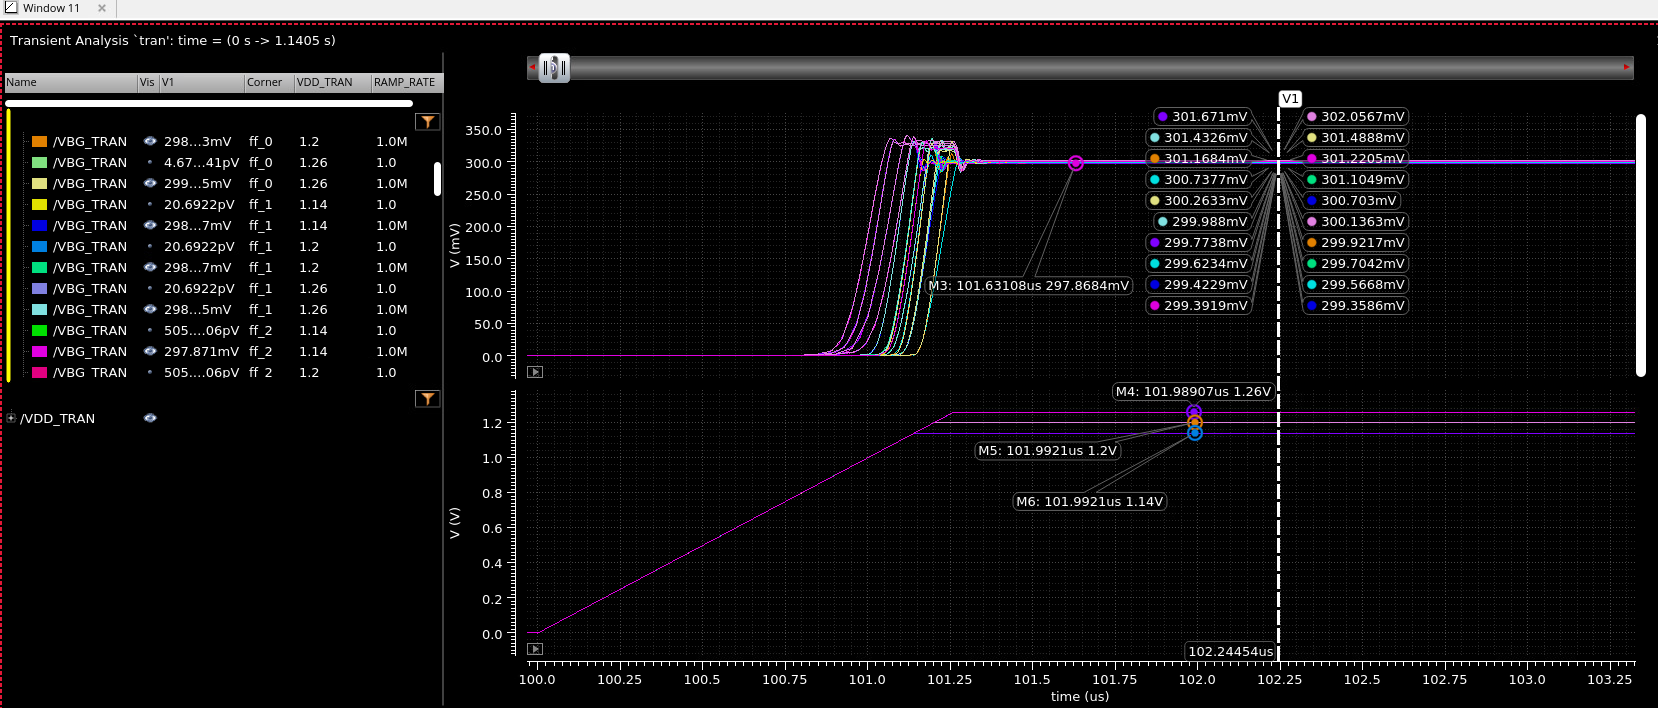 Window 11
Transient Analysis `tran': time = (0 s -> 1.1405 s)
Name Vis V1 Corner VDD_TRAN RAMP_RATE
/VBG_TRAN 298...3mV ff_0 1.2 1.0M
/VBG_TRAN 4.67...41pV ff_0 1.26 1.0
/VBG_TRAN 299...5mV ff_0 1.26 1.0M
/VBG_TRAN 20.6922pV ff_1 1.14 1.0
/VBG_TRAN 298...7mV ff_1 1.14 1.0M
/VBG_TRAN 20.6922pV ff_1 1.2 1.0
/VBG_TRAN 298...7mV ff_1 1.2 1.0M
/VBG_TRAN 20.6922pV ff_1 1.26 1.0
/VBG_TRAN 298...5mV ff_1 1.26 1.0M
/VBG_TRAN 505....06pV ff_2 1.14 1.0
/VBG_TRAN 297.871mV ff_2 1.14 1.0M
/VBG_TRAN 505....06pV ff_2 1.2 1.0
/VDD_TRAN
V1
V (mV)
350.0
300.0
250.0
200.0
150.0
100.0
50.0
0.0
301.671mV 302.0567mV
301.4326mV 301.4888mV
301.1684mV 301.2205mV
300.7377mV 301.1049mV
300.2633mV 300.703mV
299.988mV 300.1363mV
299.7738mV 299.9217mV
299.6234mV 299.7042mV
299.4229mV 299.5668mV
299.3919mV 299.3586mV
M3: 101.63108us 297.8684mV
V (V)
1.2
1.0
0.8
0.6
0.4
0.2
0.0
M4: 101.98907us 1.26V
M5: 101.9921us 1.2V
M6: 101.9921us 1.14V
102.24454us
100.0 100.25 100.5 100.75 101.0 101.25 101.5 101.75 102.0 102.25 102.5 102.75 103.0 103.25
time (us)